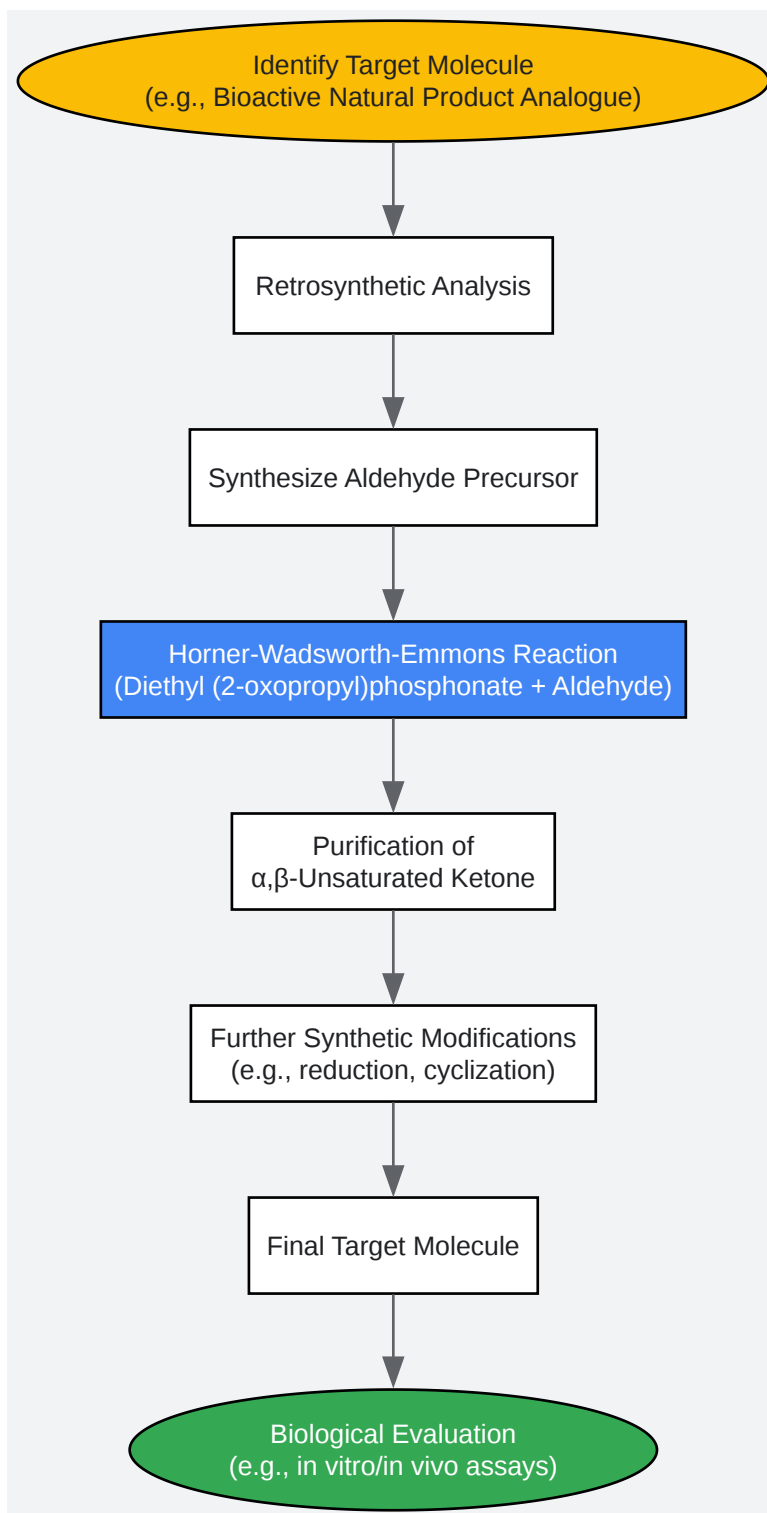 Identify Target Molecule
(e.g., Bioactive Natural Product Analogue)
Retrosynthetic Analysis
Synthesize Aldehyde Precursor
Horner-Wadsworth-Emmons Reaction
(Diethyl (2-oxopropyl)phosphonate + Aldehyde)
Purification of
α,β-Unsaturated Ketone
Further Synthetic Modifications
(e.g., reduction, cyclization)
Final Target Molecule
Biological Evaluation
(e.g., in vitro/in vivo assays)